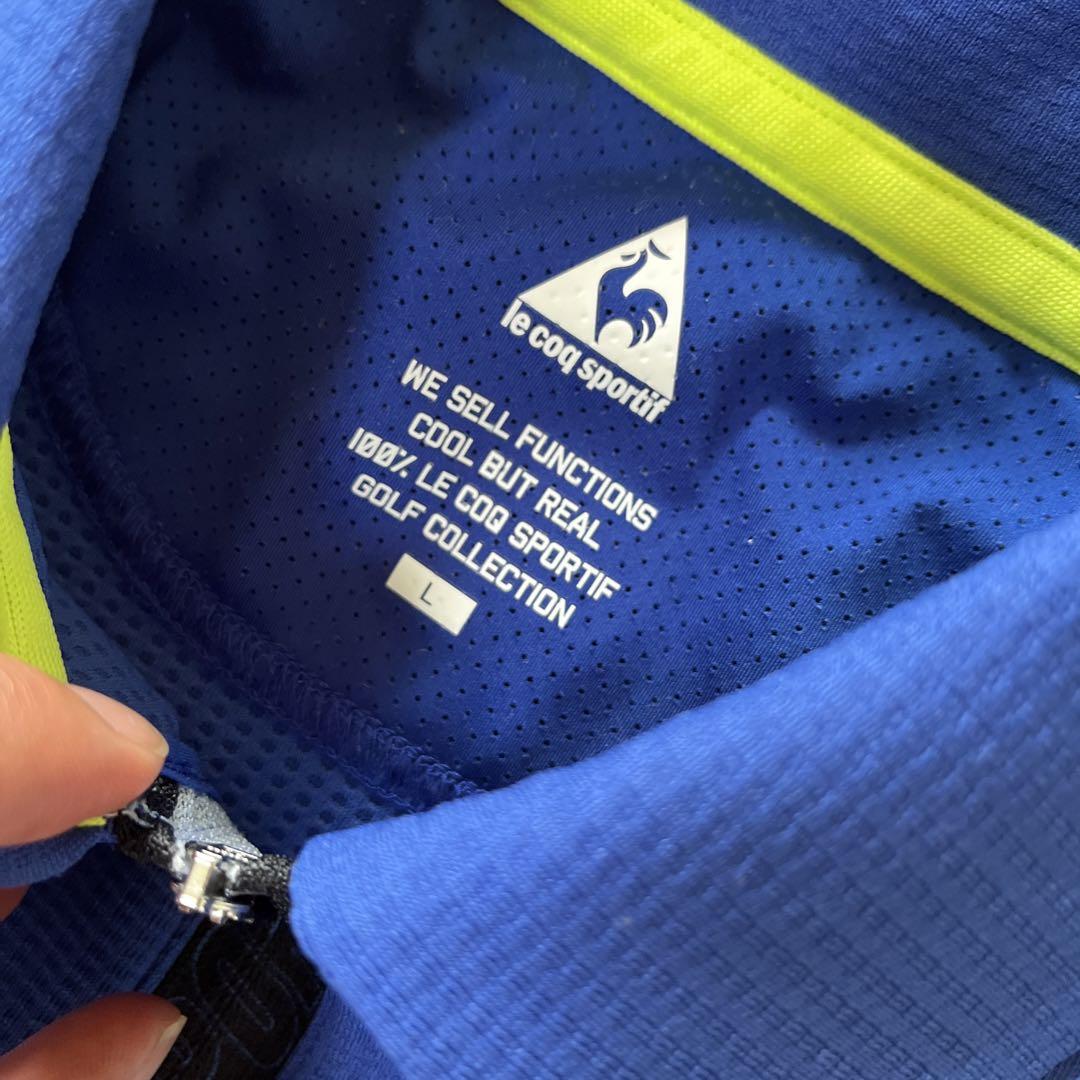 le coq sportif
WE SELL FUNCTIONS
COOL BUT REAL
100% LE COQ SPORTIF
GOLF COLLECTION
L